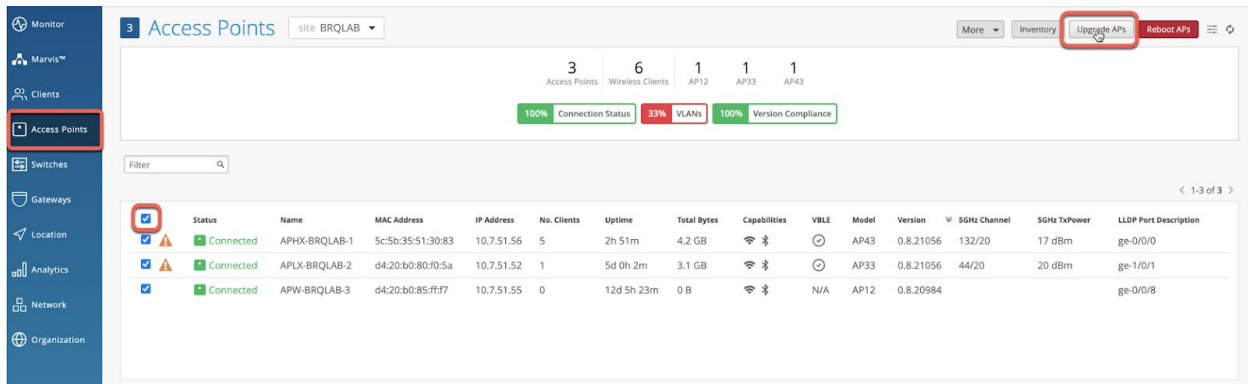 Monitor
Marvis™
Clients
Access Points
Switches
Gateways
Location
Analytics
Network
Organization
3 Access Points site BRQLAB
More Inventory Upgrade APs Reboot APs
3 6 1 1 1
Access Points Wireless Clients AP12 AP33 AP43
100% Connection Status 33% VLANs 100% Version Compliance
Filter
< 1-3 of 3 >
Status Name MAC Address IP Address No. Clients Uptime Total Bytes Capabilities VBLE Model Version 5GHz Channel 5GHz TxPower LLDP Port Description
Connected APHX-BRQLAB-1 5c:5b:35:51:30:83 10.7.51.56 5 2h 51m 4.2 GB AP43 0.8.21056 132/20 17 dBm ge-0/0/0
Connected APLX-BRQLAB-2 d4:20:b0:80:f0:5a 10.7.51.52 1 5d 0h 2m 3.1 GB AP33 0.8.21056 44/20 20 dBm ge-1/0/1
Connected APW-BRQLAB-3 d4:20:b0:85:ff:f7 10.7.51.55 0 12d 5h 23m 0 B N/A AP12 0.8.20984 ge-0/0/8